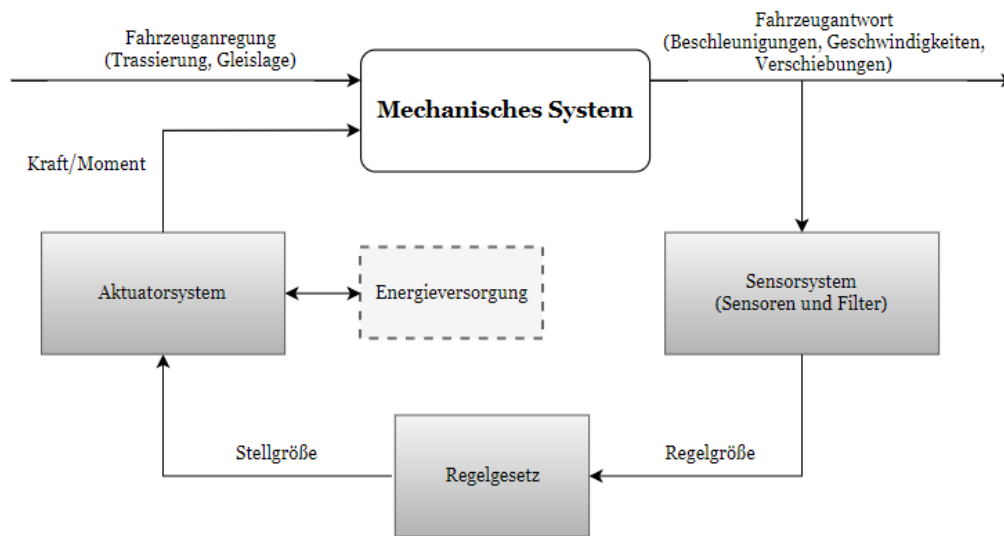 Fahrzeuganregung
(Trassierung, Gleislage)
Fahrzeugantwort
(Beschleunigungen, Geschwindigkeiten,
Verschiebungen)
Mechanisches System
Kraft/Moment
Aktuatorsystem
Energieversorgung
Sensorsystem
(Sensoren und Filter)
Stellgröße
Regelgröße
Regelgesetz